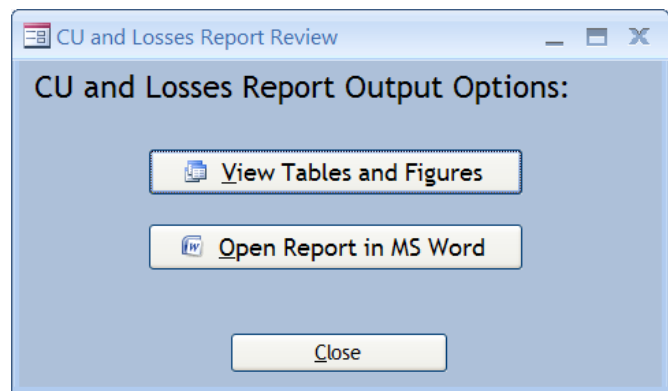 CU and Losses Report Review
CU and Losses Report Output Options:
View Tables and Figures
Open Report in MS Word
Close